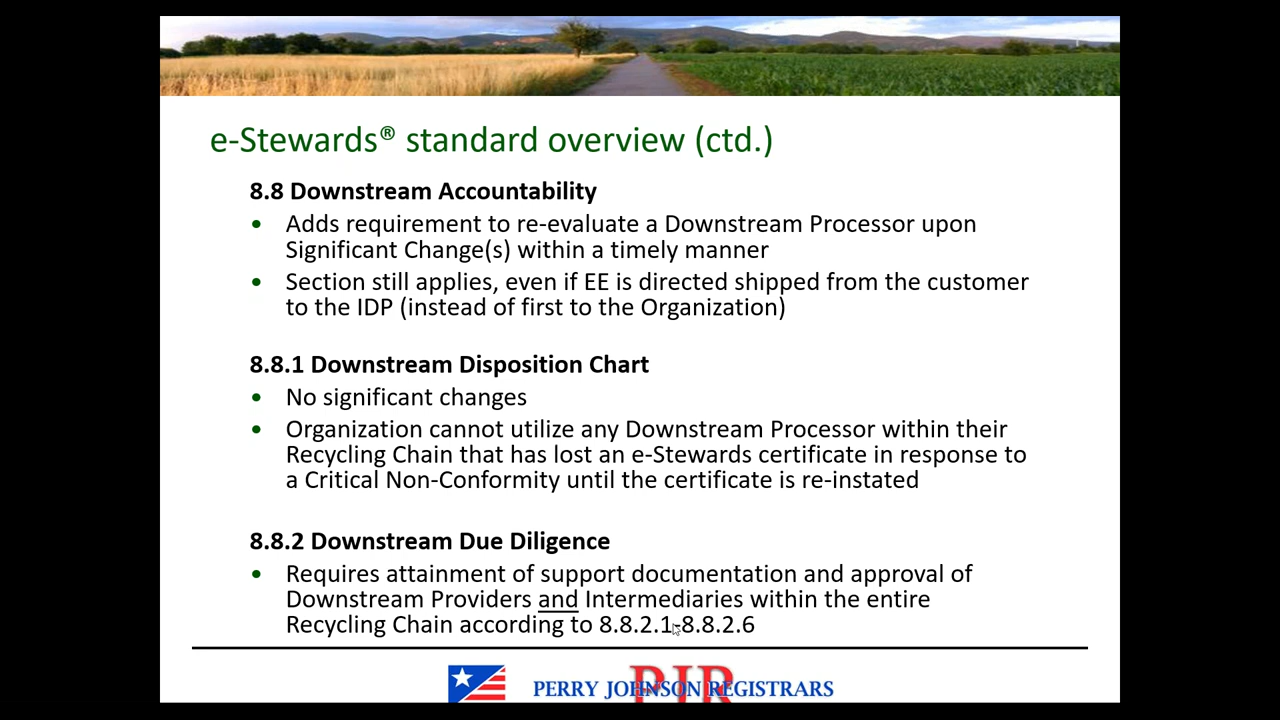 e-Stewards® standard overview (ctd.)
8.8 Downstream Accountability
• Adds requirement to re-evaluate a Downstream Processor upon
Significant Change(s) within a timely manner
• Section still applies, even if EE is directed shipped from the customer
to the IDP (instead of first to the Organization)
8.8.1 Downstream Disposition Chart
• No significant changes
• Organization cannot utilize any Downstream Processor within their
Recycling Chain that has lost an e-Stewards certificate in response to
a Critical Non-Conformity until the certificate is re-instated
8.8.2 Downstream Due Diligence
• Requires attainment of support documentation and approval of
Downstream Providers and Intermediaries within the entire
Recycling Chain according to 8.8.2.1-8.8.2.6
PJR
PERRY JOHNSON REGISTRARS